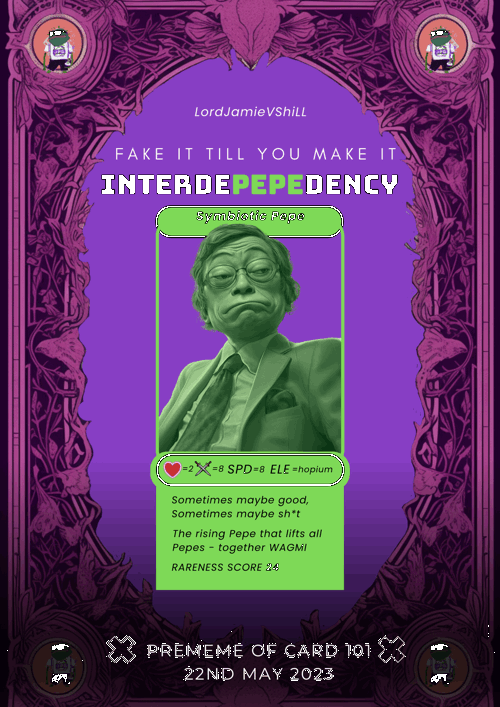 LordJamieVShiLL
FAKE IT TILL YOU MAKE IT
INTERDEPEPEDENCY
Symbiotic Pepe
=2 =8 SPD=8 ELE=hopium
Sometimes maybe good,
Sometimes maybe sh*t
The rising Pepe that lifts all
Pepes - together WAGMI
RARENESS SCORE 24
PREMEME OF CARD 101
22ND MAY 2023